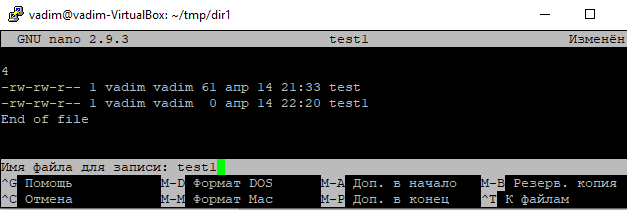 vadim@vadim-VirtualBox: ~/tmp/dir1
GNU nano 2.9.3 test1 Изменён
4
-rw-rw-r-- 1 vadim vadim 61 апр 14 21:33 test
-rw-rw-r-- 1 vadim vadim  0 апр 14 22:20 test1
End of file
Имя файла для записи: test1
^G Помощь M-D Формат DOS M-A Доп. в начало M-B Резерв. копия
^C Отмена M-M Формат Mac M-P Доп. в конец ^T К файлам